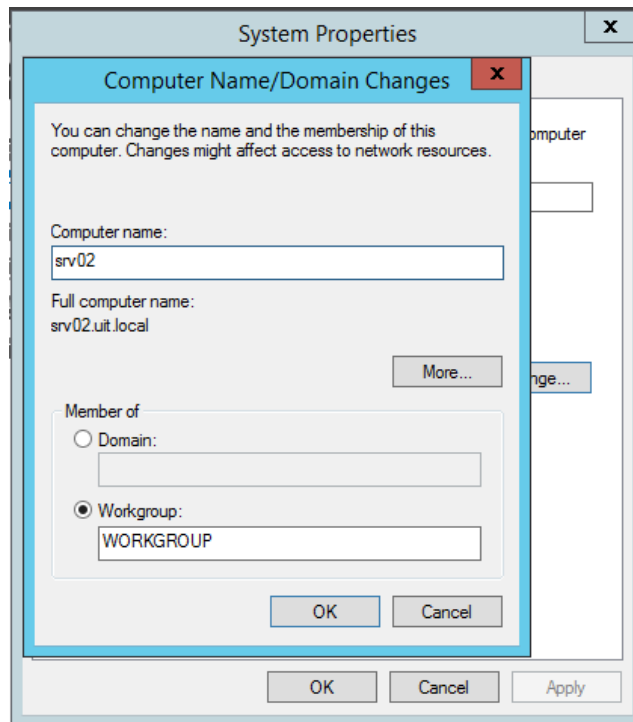 System Properties
x
Computer Name/Domain Changes
x
You can change the name and the membership of this
computer. Changes might affect access to network resources.
omputer
Computer name:
srv02
Full computer name:
srv02.uit.local
More...
nge...
Member of
Domain:
Workgroup:
WORKGROUP
OK
Cancel
OK
Cancel
Apply